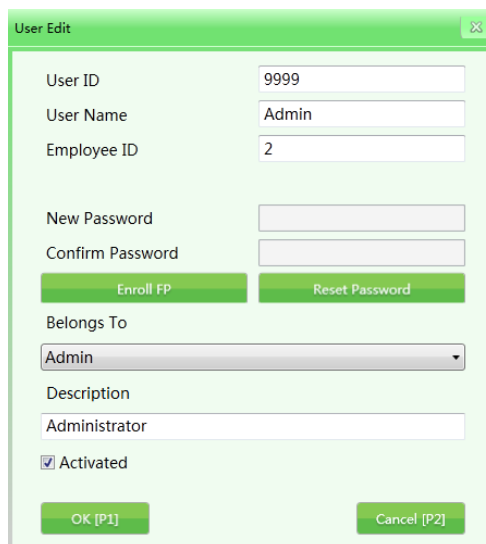 User Edit
User ID 9999
User Name Admin
Employee ID 2
New Password
Confirm Password
Enroll FP Reset Password
Belongs To
Admin
Description
Administrator
Activated
OK [P1] Cancel [P2]